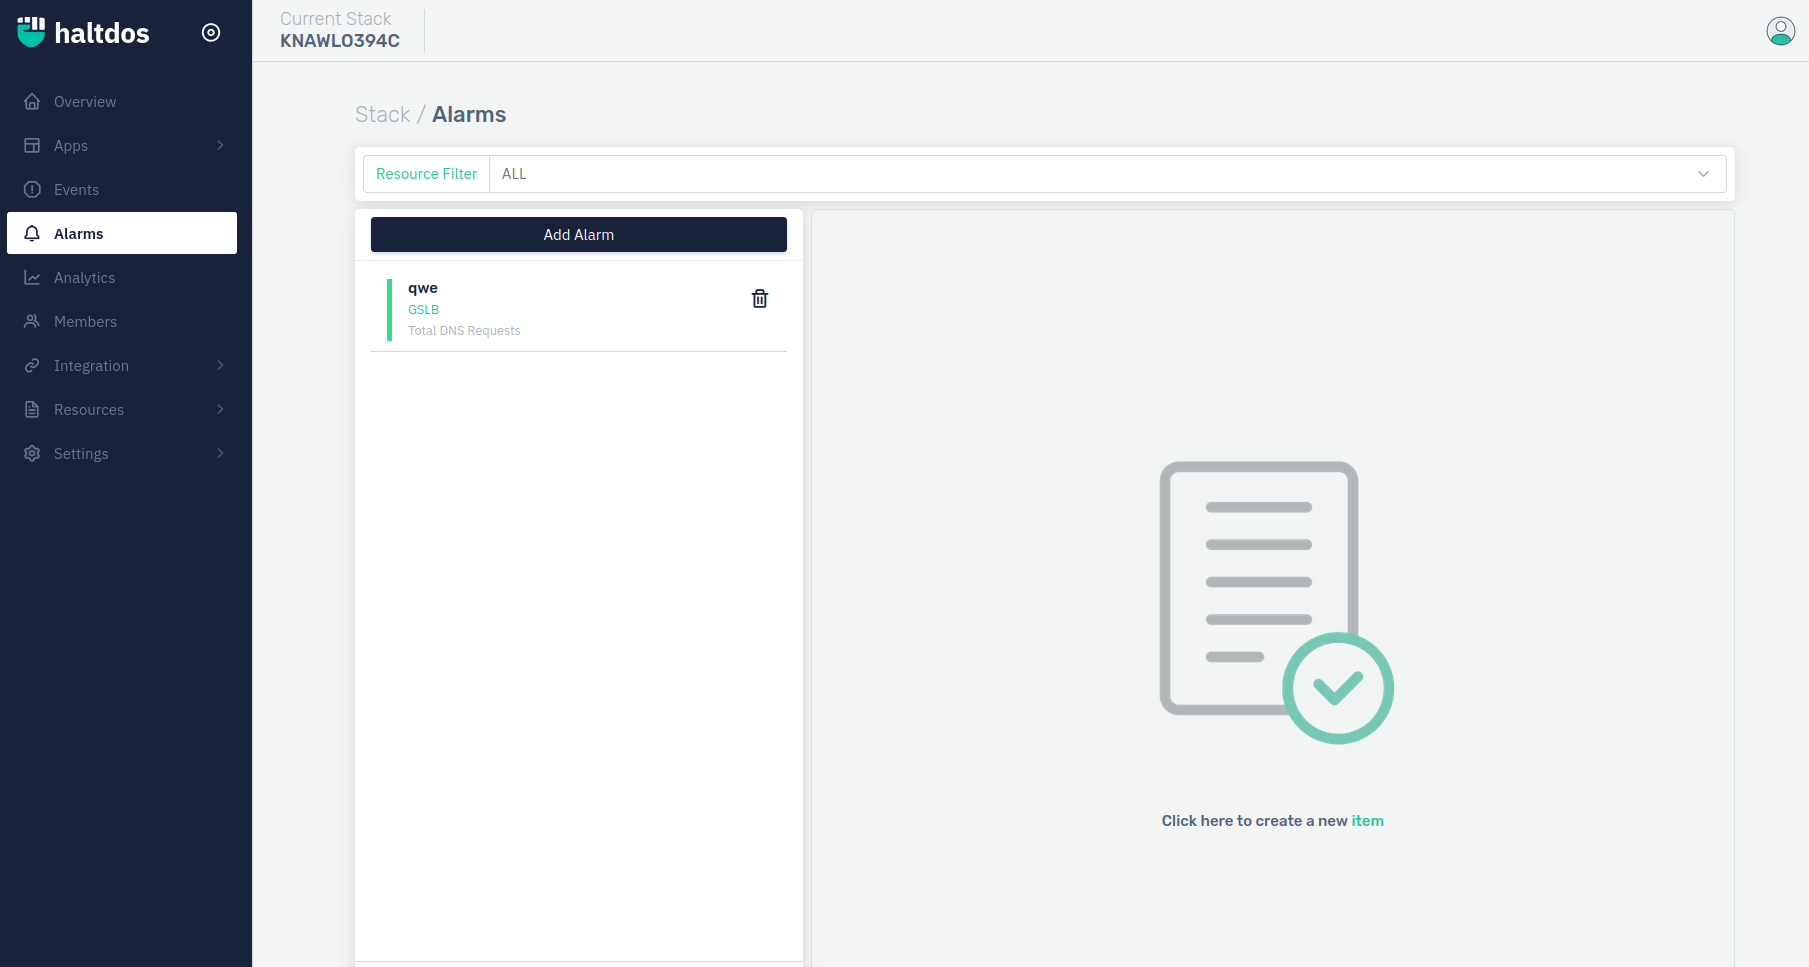 haltdos
Current Stack
KNAWLO394C
Overview
Apps
Events
Alarms
Analytics
Members
Integration
Resources
Settings
Stack / Alarms
Resource Filter
ALL
Add Alarm
qwe
GSLB
Total DNS Requests
Click here to create a new item